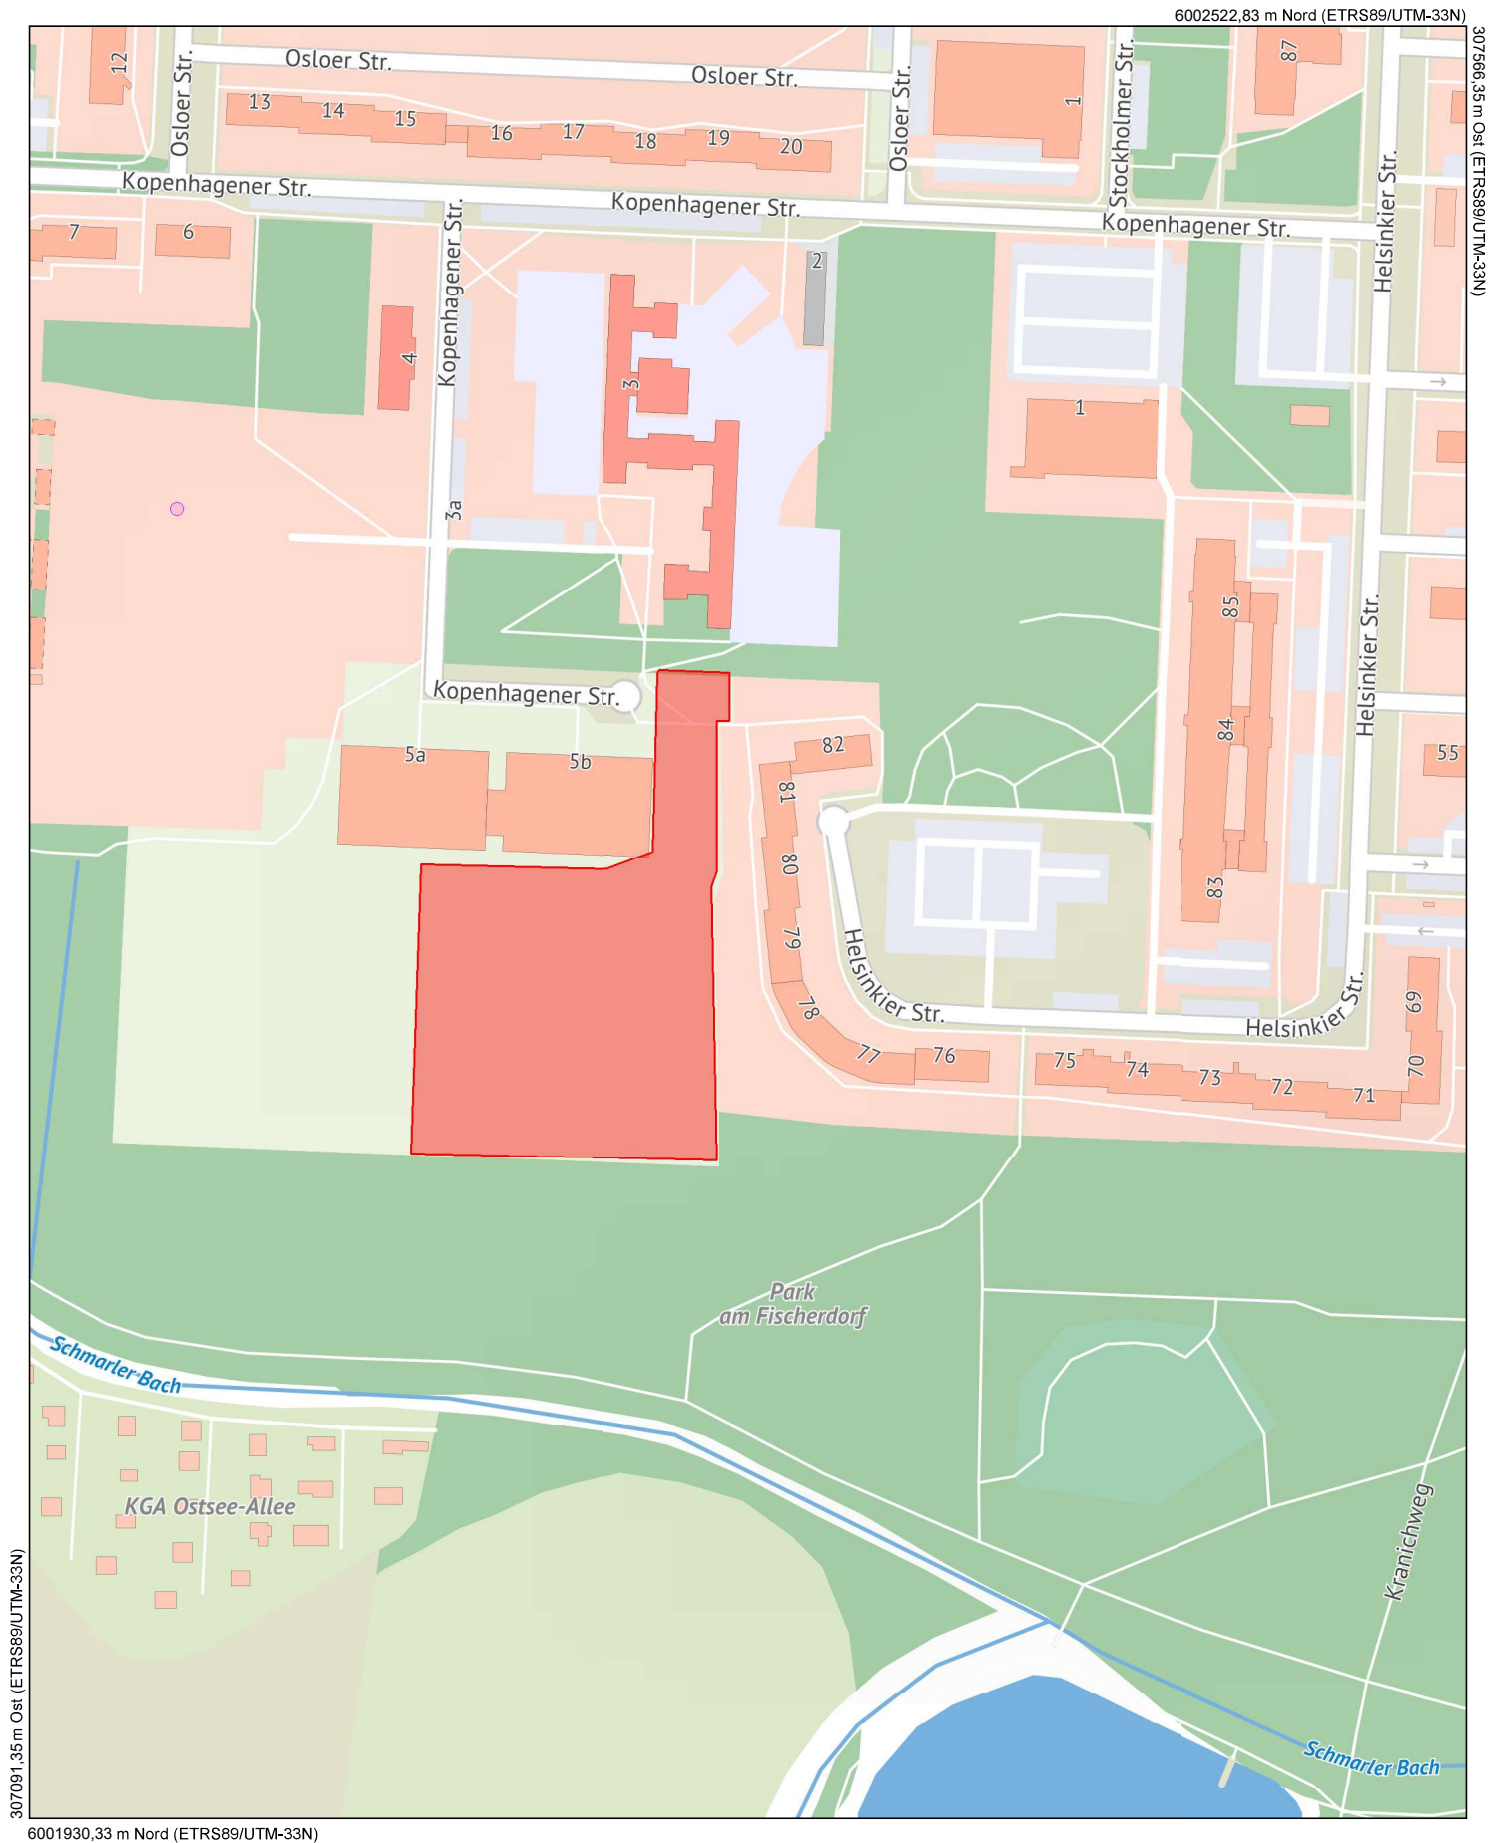 6002522,83 m Nord (ETRS89/UTM-33N)
307566,35 m Ost (ETRS89/UTM-33N)
12
Osloer Str.
Osloer Str.
Osloer Str.
Osloer Str.
Stockholmer Str.
87
Helsinkier Str.
13
14
15
16
17
18
19
20
1
Kopenhagener Str.
Kopenhagener Str.
Kopenhagener Str.
7
6
Kopenhagener Str.
2
4
3
1
3a
85
Helsinkier Str.
Kopenhagener Str.
84
5a
5b
82
55
81
80
83
79
Helsinkier Str.
78
Helsinkier Str.
69
77
76
75
74
73
72
71
70
Park
am Fischerdorf
Schmarler Bach
KGA Ostsee-Allee
Kranichweg
Schmarler Bach
307091,35 m Ost (ETRS89/UTM-33N)
6001930,33 m Nord (ETRS89/UTM-33N)